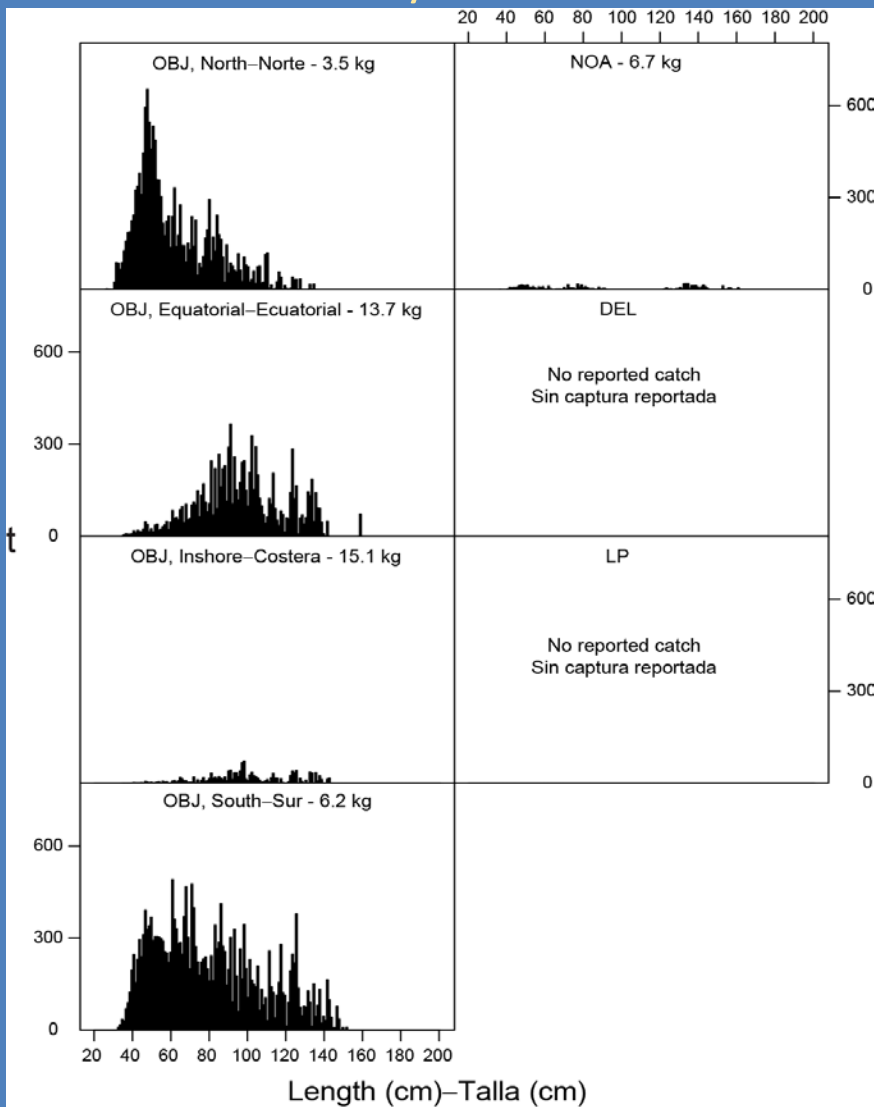 20 40 60 80 100 120 140 160 180 200
OBJ, North–Norte - 3.5 kg
NOA - 6.7 kg
600
300
0
OBJ, Equatorial–Ecuatorial - 13.7 kg
DEL
No reported catch
Sin captura reportada
600
300
0
t
OBJ, Inshore–Costera - 15.1 kg
LP
No reported catch
Sin captura reportada
600
300
0
OBJ, South–Sur - 6.2 kg
600
300
0
20 40 60 80 100 120 140 160 180 200
Length (cm)–Talla (cm)